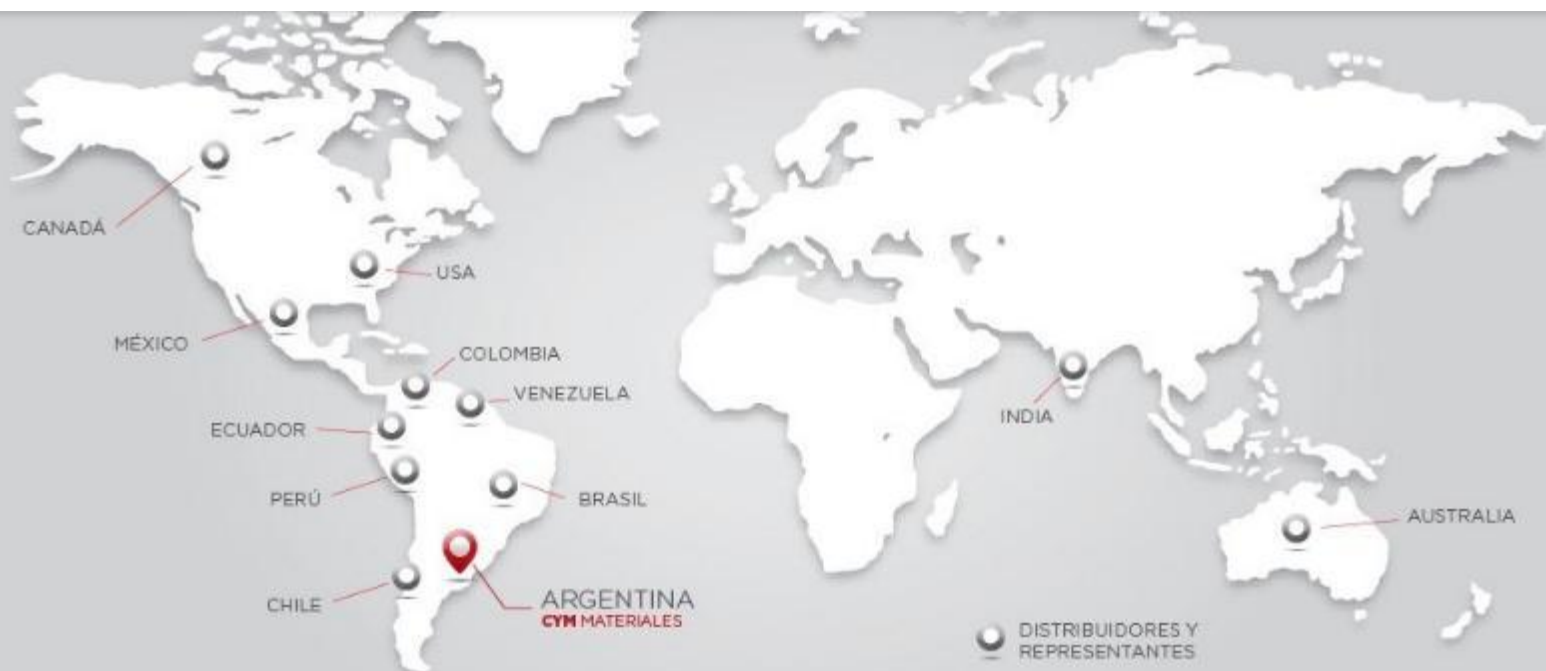 CANADÁ
USA
MÉXICO
COLOMBIA
VENEZUELA
ECUADOR
INDIA
PERÚ
BRASIL
AUSTRALIA
CHILE
ARGENTINA
CYM MATERIALES
DISTRIBUIDORES Y
REPRESENTANTES